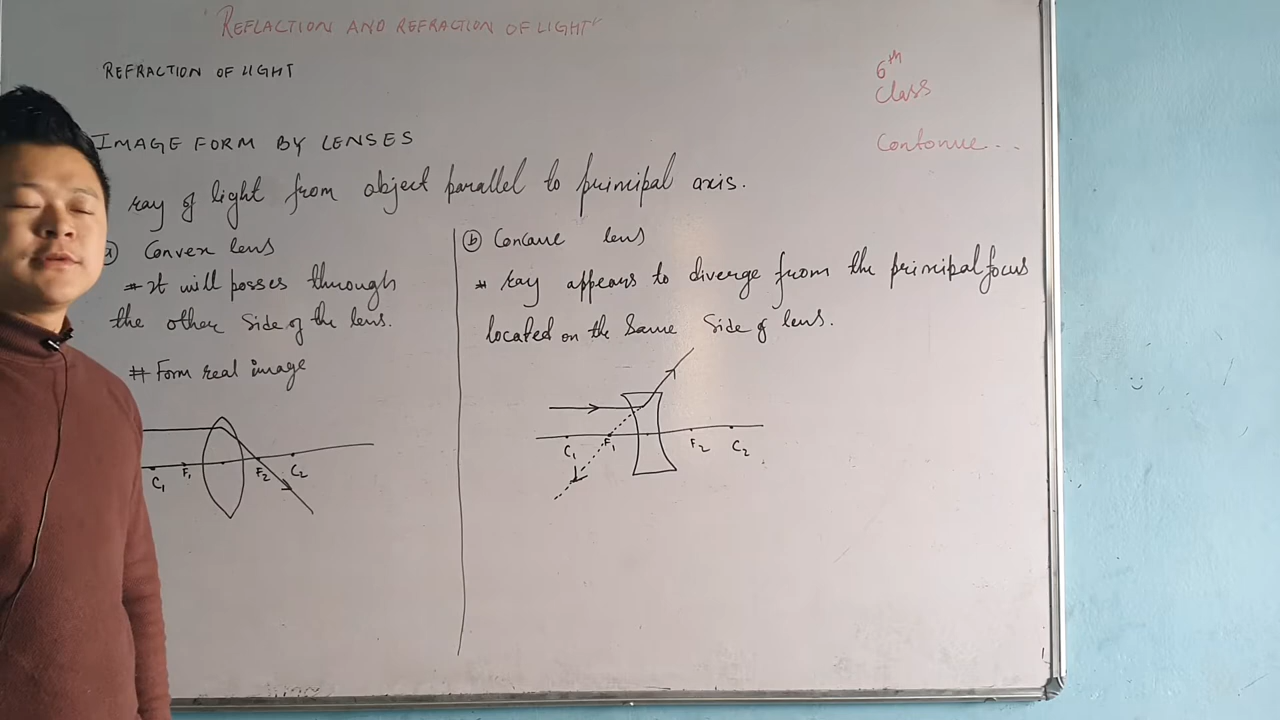 "REFLACTION AND REFRACTION OF LIGHT"
REFRACTION OF LIGHT
6th
Class
Contonue...
IMAGE FORM BY LENSES
ray of light from object parallel to principal axis.
a) Convex lens
* It will posses through
the other Side of the lens.
# Form real image
C1 F1 F2 C2
(b) Concave lens
* ray appears to diverge from the principal focus
located on the Same Side of lens.
C1 F1 F2 C2